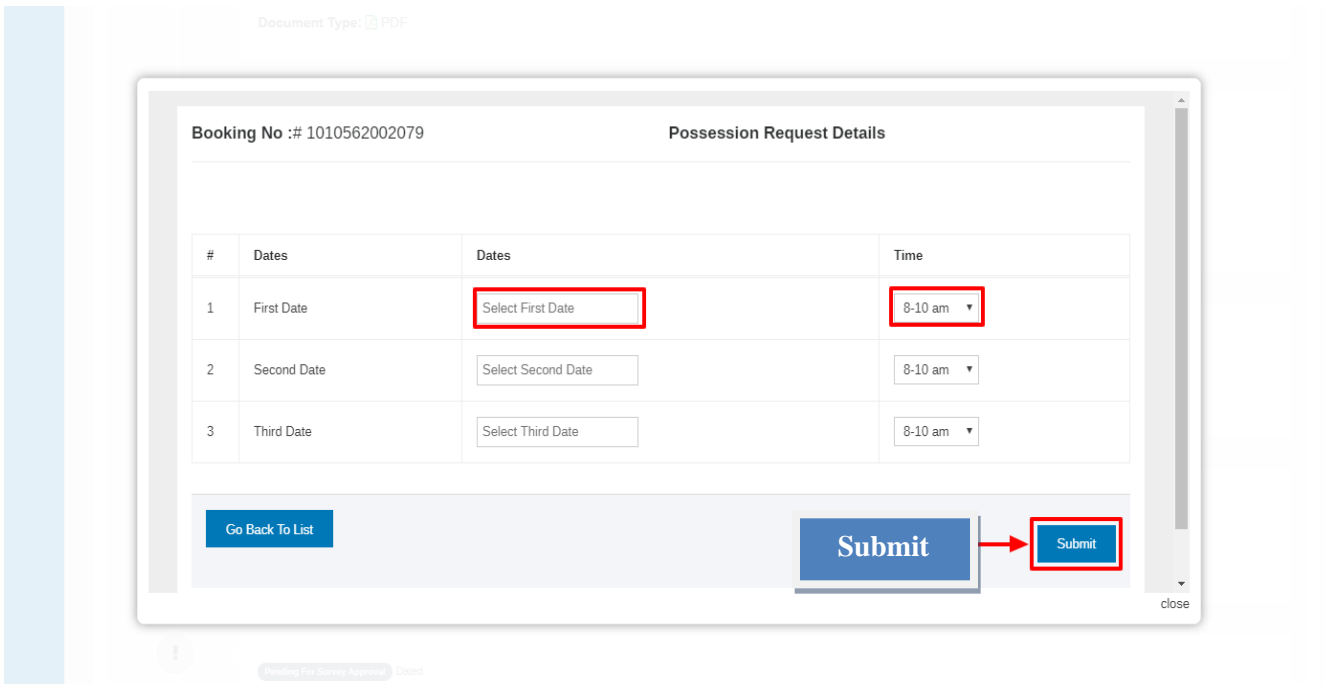 Document Type: PDF
Booking No :# 1010562002079 Possession Request Details
# Dates Dates Time
1 First Date Select First Date 8-10 am
2 Second Date Select Second Date 8-10 am
3 Third Date Select Third Date 8-10 am
Go Back To List Submit Submit
close
Pending For Survey Approval Dated